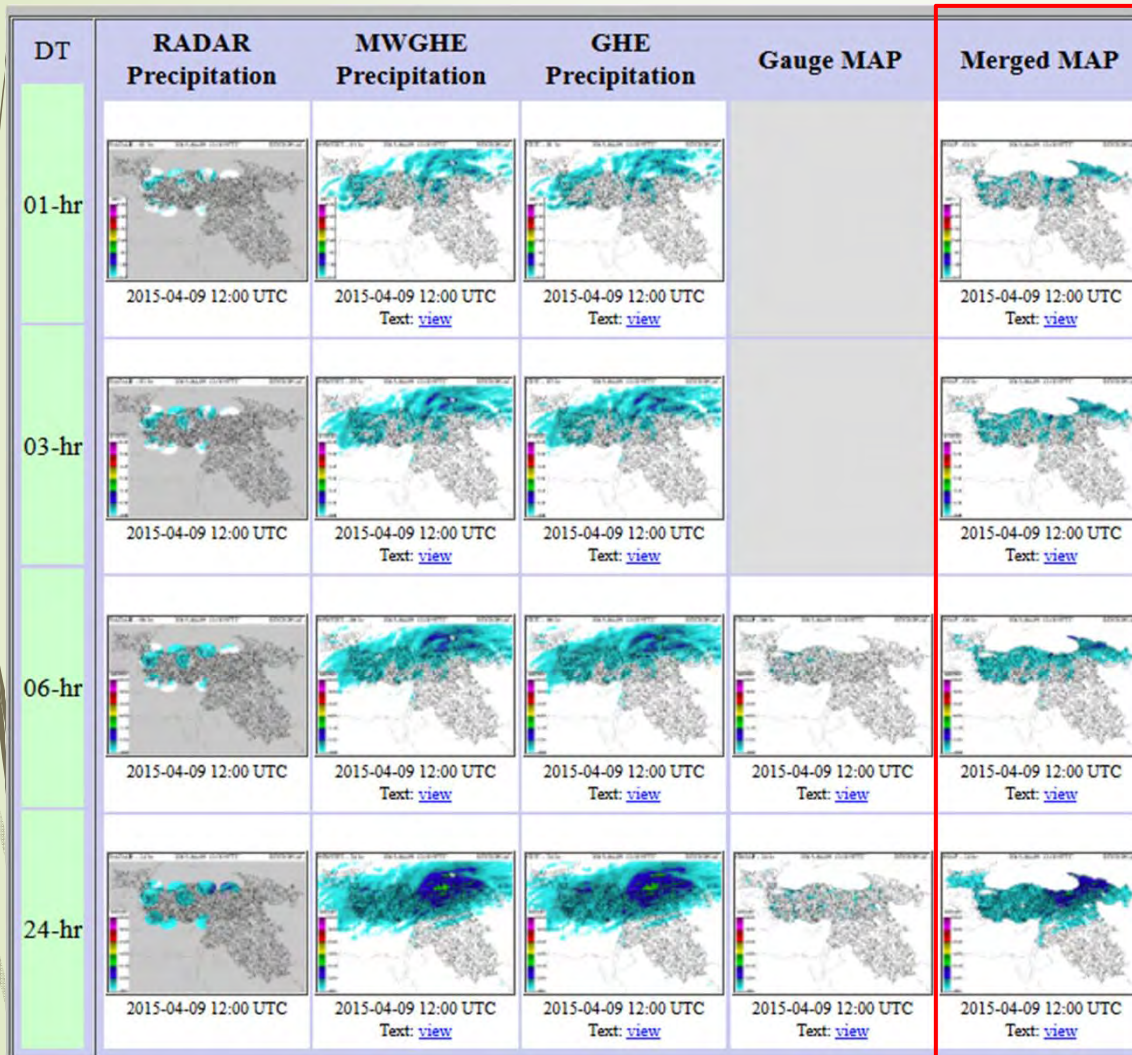 DT
RADAR
Precipitation
MWGHE
Precipitation
GHE
Precipitation
Gauge MAP
Merged MAP
01-hr
2015-04-09 12:00 UTC
2015-04-09 12:00 UTC
Text: view
2015-04-09 12:00 UTC
Text: view
2015-04-09 12:00 UTC
Text: view
03-hr
2015-04-09 12:00 UTC
2015-04-09 12:00 UTC
Text: view
2015-04-09 12:00 UTC
Text: view
2015-04-09 12:00 UTC
Text: view
06-hr
2015-04-09 12:00 UTC
2015-04-09 12:00 UTC
Text: view
2015-04-09 12:00 UTC
Text: view
2015-04-09 12:00 UTC
Text: view
2015-04-09 12:00 UTC
Text: view
24-hr
2015-04-09 12:00 UTC
2015-04-09 12:00 UTC
Text: view
2015-04-09 12:00 UTC
Text: view
2015-04-09 12:00 UTC
Text: view
2015-04-09 12:00 UTC
Text: view